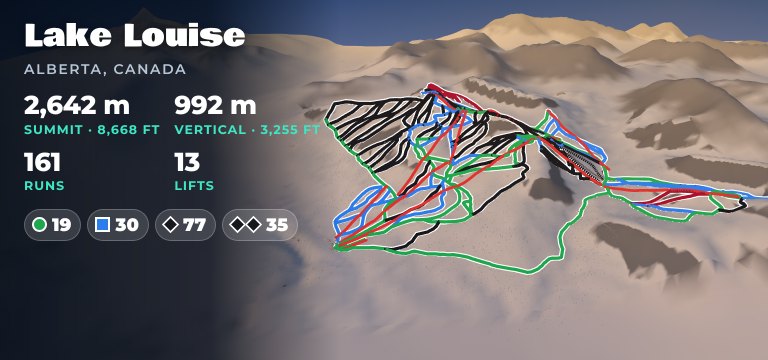 Lake Louise
ALBERTA, CANADA
2,642 m 992 m
SUMMIT · 8,668 FT VERTICAL · 3,255 FT
161 13
RUNS LIFTS
19 30 77 35